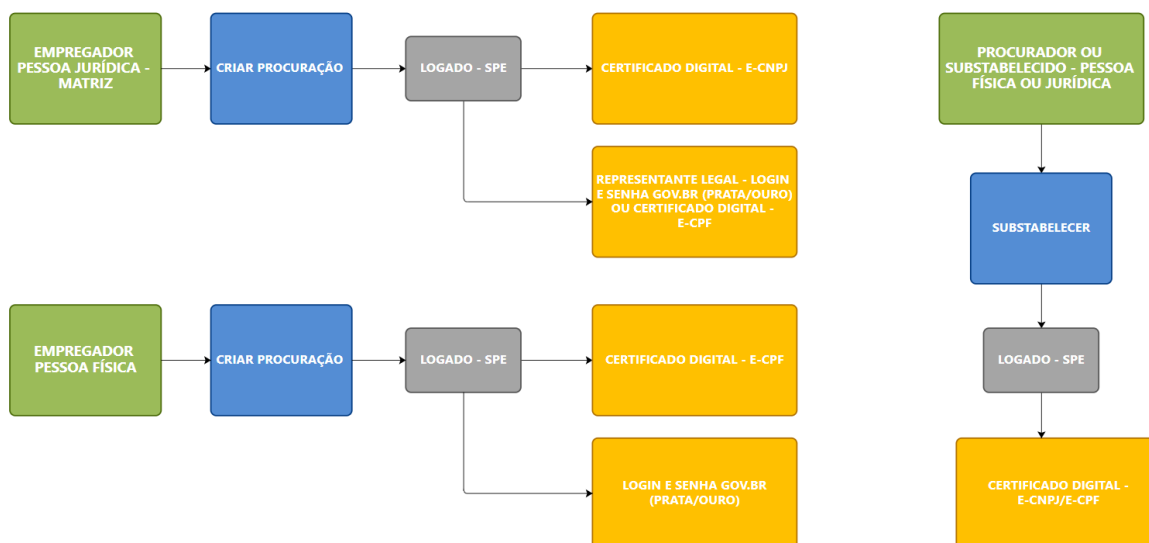 EMPREGADOR
PESSOA JURÍDICA -
MATRIZ
CRIAR PROCURAÇÃO
LOGADO - SPE
CERTIFICADO DIGITAL - E-CNPJ
REPRESENTANTE LEGAL - LOGIN
E SENHA GOV.BR (PRATA/OURO)
OU CERTIFICADO DIGITAL -
E-CPF
EMPREGADOR
PESSOA FÍSICA
CRIAR PROCURAÇÃO
LOGADO - SPE
CERTIFICADO DIGITAL - E-CPF
LOGIN E SENHA GOV.BR
(PRATA/OURO)
PROCURADOR OU
SUBSTABELECIDO - PESSOA
FÍSICA OU JURÍDICA
SUBSTABELECER
LOGADO - SPE
CERTIFICADO DIGITAL -
E-CNPJ/E-CPF